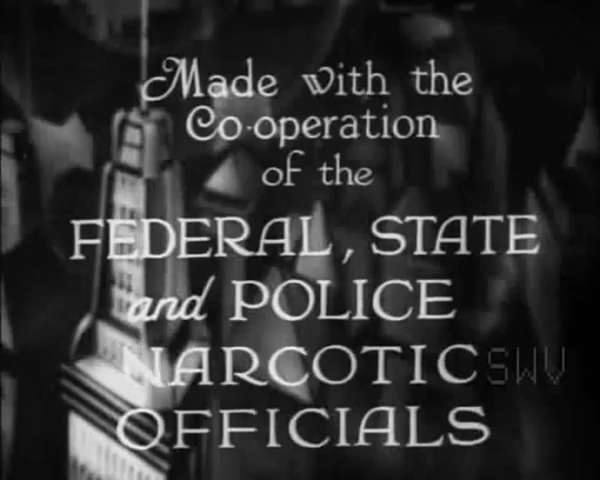 Made with the
Co-operation
of the
FEDERAL, STATE
and POLICE
NARCOTIC
SWV
OFFICIALS